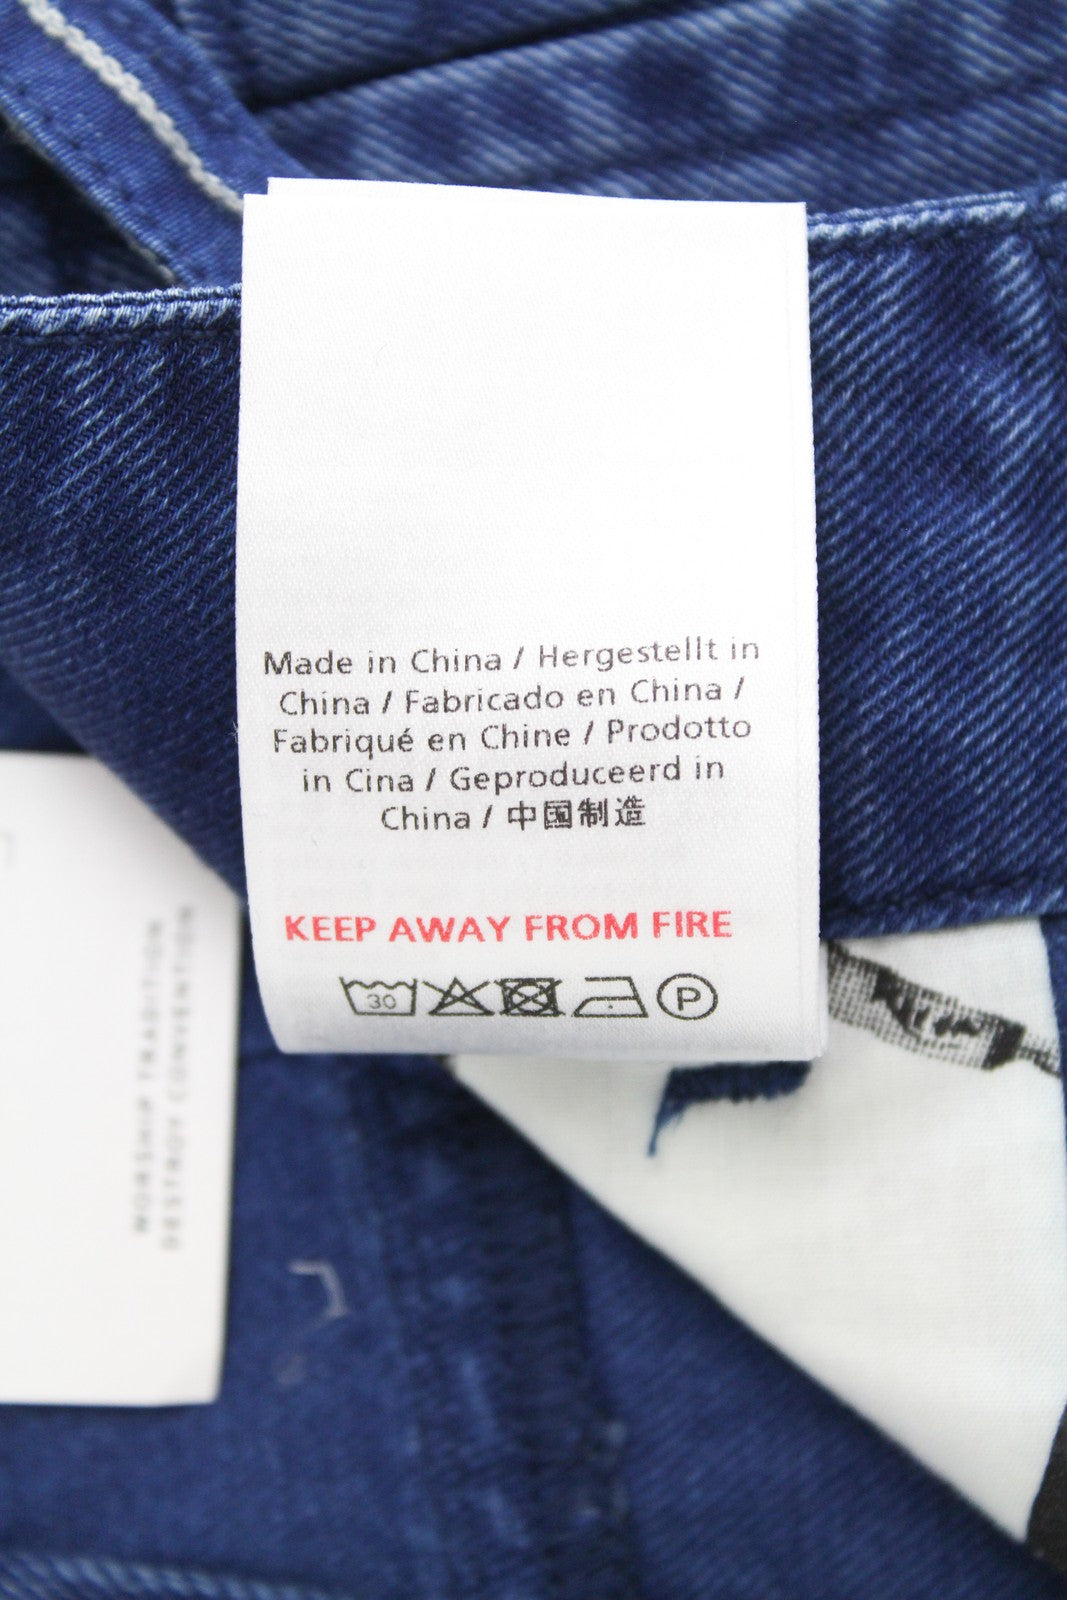 Made in China / Hergestellt in
China / Fabricado en China /
Fabriqué en Chine / Prodotto
in Cina / Geproduceerd in
China / 中国制造
KEEP AWAY FROM FIRE
30 P
WORSHIP TRADITION
DESTROY CONVENTION